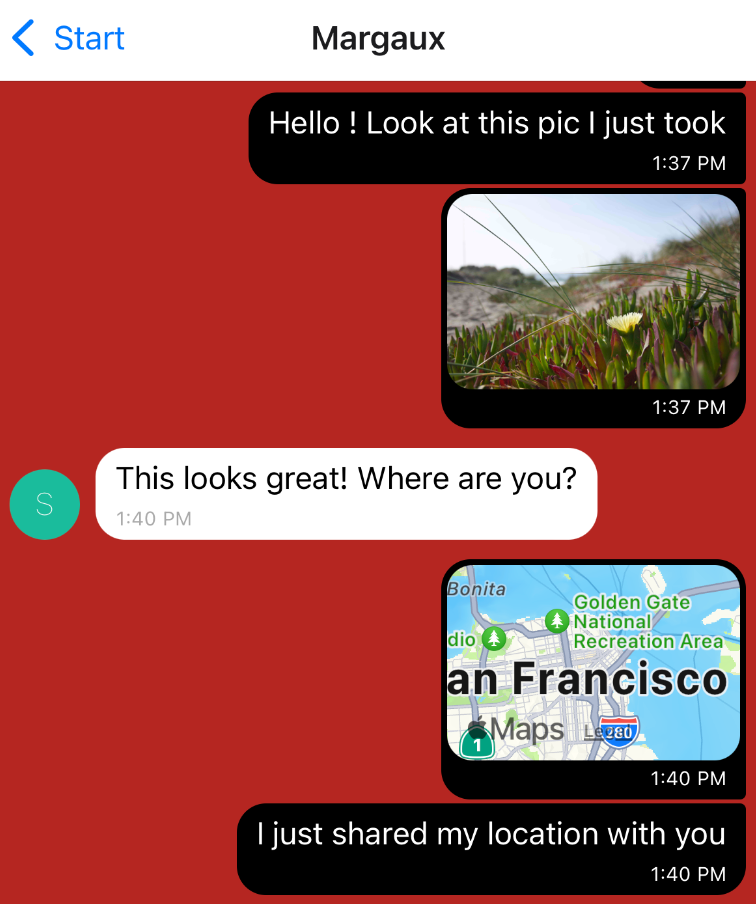 Start
Margaux
Hello ! Look at this pic I just took
1:37 PM
1:37 PM
This looks great! Where are you?
1:40 PM
S
Bonita
Golden Gate
National
Recreation Area
dio
an Francisco
Maps
280
1
1:40 PM
I just shared my location with you
1:40 PM